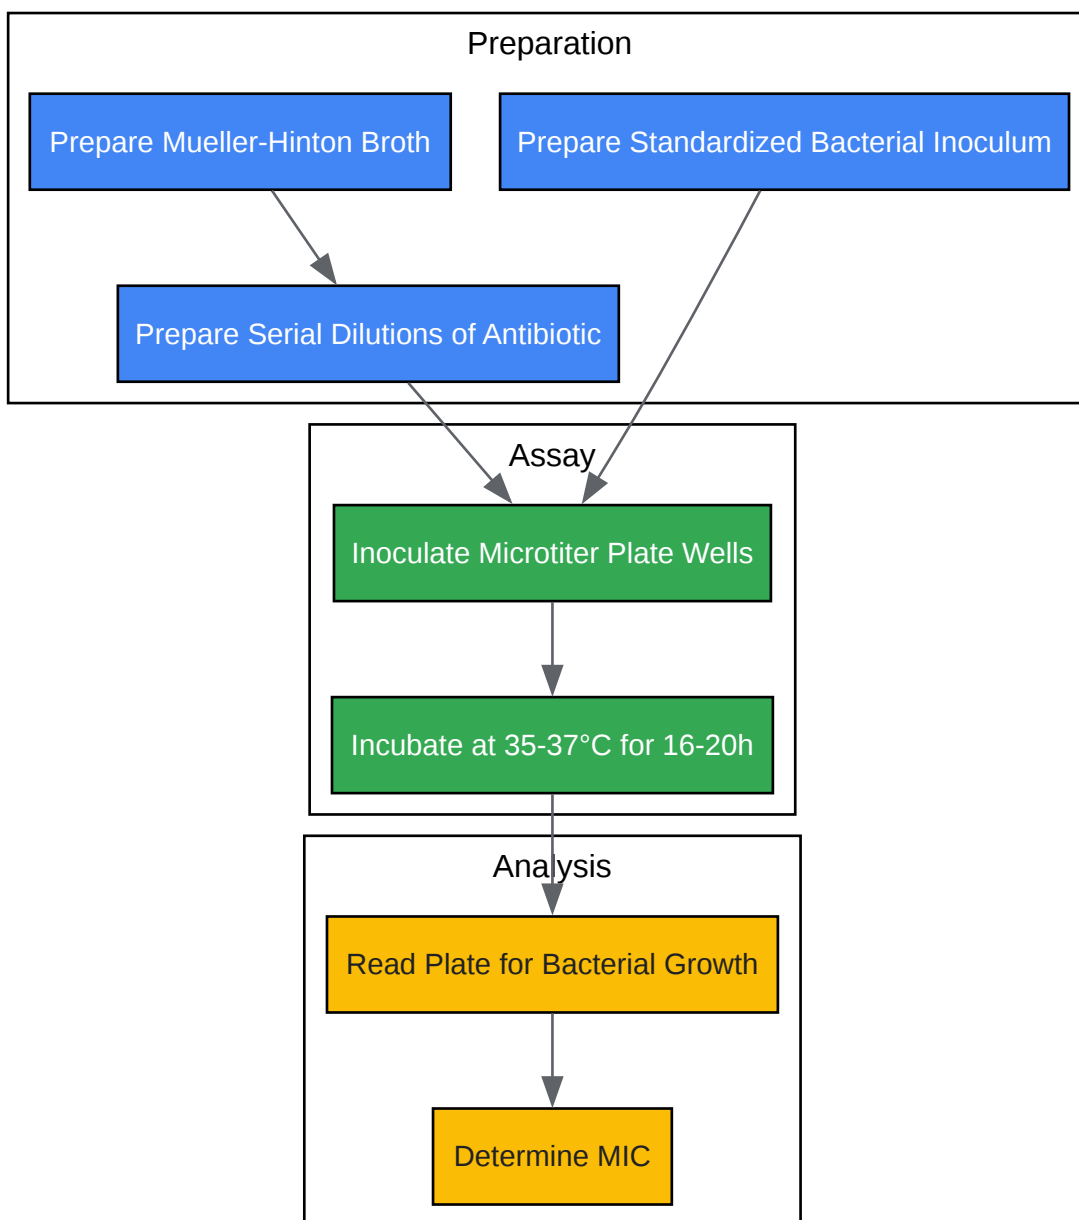 Preparation
Prepare Mueller-Hinton Broth
Prepare Standardized Bacterial Inoculum
Prepare Serial Dilutions of Antibiotic
Assay
Inoculate Microtiter Plate Wells
Incubate at 35-37°C for 16-20h
Analysis
Read Plate for Bacterial Growth
Determine MIC